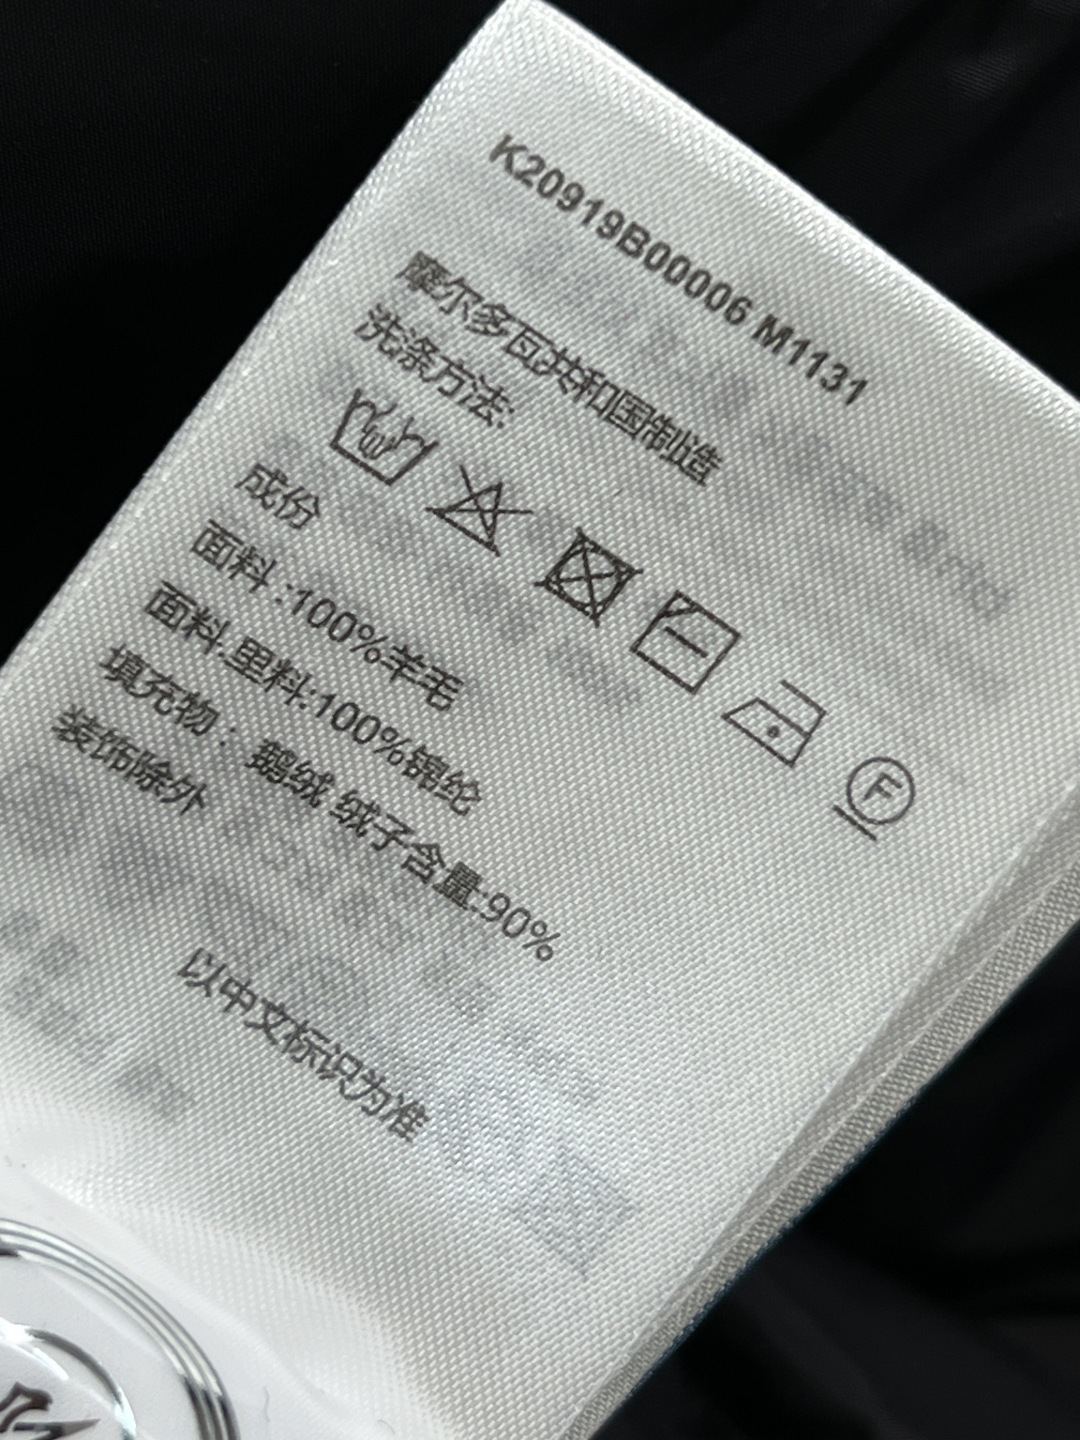 K20919B00006 M1131
摩尔多瓦共和国制造
洗涤方法:
F
成份
面料:100%羊毛
面料.里料:100%锦纶
填充物: 鹅绒 绒子含量:90%
装饰除外
以中文标识为准